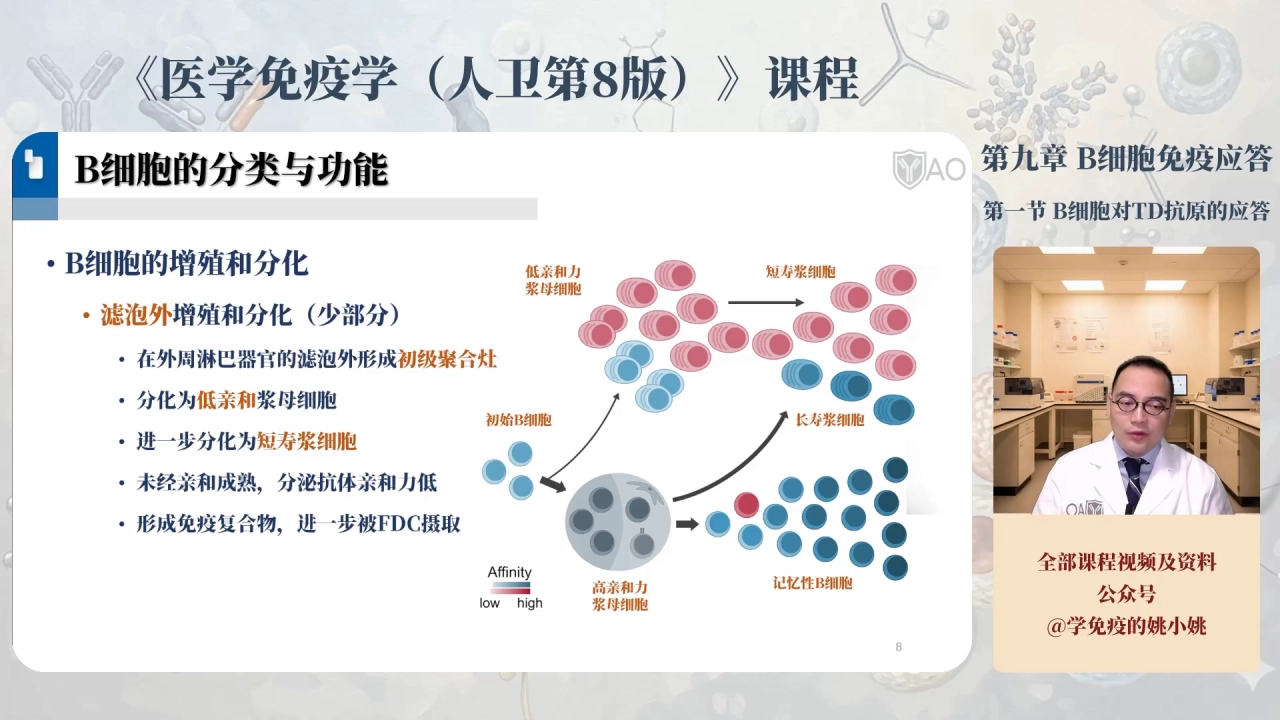 《医学免疫学（人卫第8版）》课程
B细胞的分类与功能
AO
第九章 B细胞免疫应答
第一节 B细胞对TD抗原的应答
• B细胞的增殖和分化
• 滤泡外增殖和分化（少部分）
• 在外周淋巴器官的滤泡外形成初级聚合灶
• 分化为低亲和浆母细胞
• 进一步分化为短寿浆细胞
• 未经亲和成熟，分泌抗体亲和力低
• 形成免疫复合物，进一步被FDC摄取
低亲和力
浆母细胞
短寿浆细胞
初始B细胞
长寿浆细胞
Affinity
low high
高亲和力
浆母细胞
记忆性B细胞
8
全部课程视频及资料
公众号
@学免疫的姚小姚